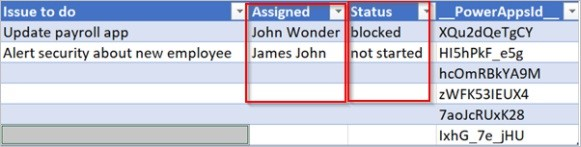 Issue to do Assigned Status __PowerAppsId__
Update payroll app John Wonder blocked XQu2dQeTgCY
Alert security about new employee James John not started HI5hPkF_e5g
hcOmRBkYA9M
zWFK53IEUX4
7aoJcRUxK28
IxhG_7e_jHU